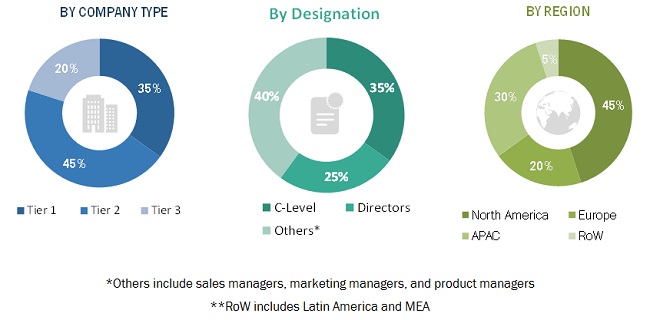 BY COMPANY TYPE
35%
45%
20%
Tier 1 Tier 2 Tier 3
By Designation
35%
25%
40%
C-Level Directors
Others*
BY REGION
45%
20%
30%
5%
North America Europe
APAC RoW
*Others include sales managers, marketing managers, and product managers
**RoW includes Latin America and MEA